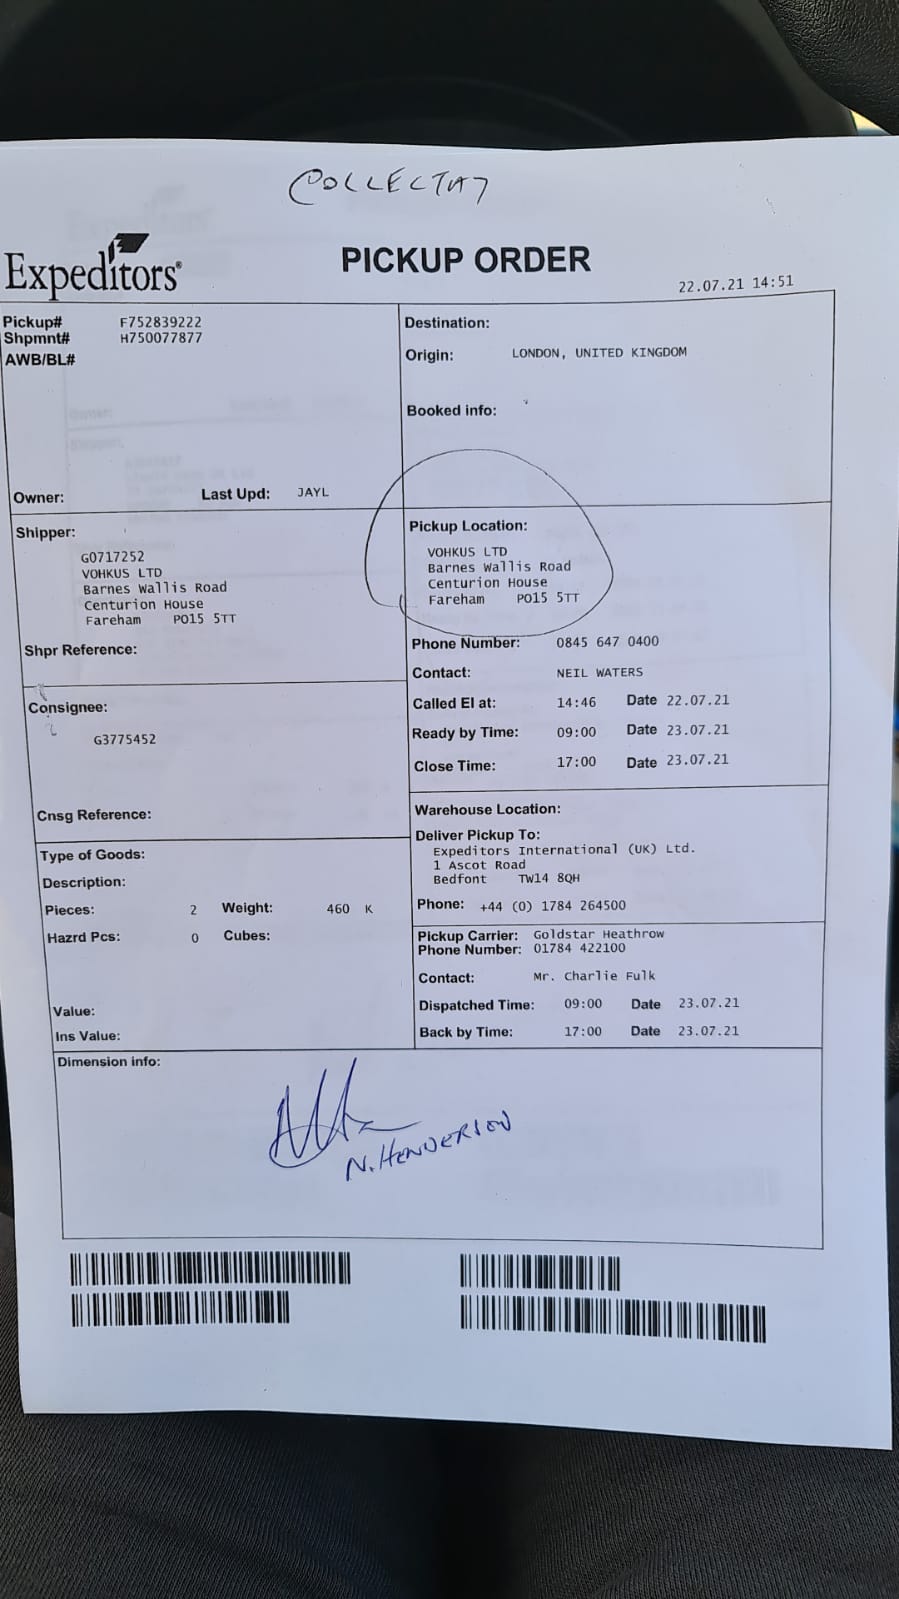 COLLECTA7
Expeditors®
PICKUP ORDER
22.07.21 14:51
Pickup# F752839222
Shpmnt# H750077877
AWB/BL#
Owner: Last Upd: JAYL
Destination:
Origin: LONDON, UNITED KINGDOM
Booked info:
Shipper:
G0717252
VOHKUS LTD
Barnes Wallis Road
Centurion House
Fareham PO15 5TT
Shpr Reference:
Consignee:
G3775452
Cnsg Reference:
Type of Goods:
Description:
Pieces: 2 Weight: 460 K
Hazrd Pcs: 0 Cubes:
Value:
Ins Value:
Pickup Location:
VOHKUS LTD
Barnes Wallis Road
Centurion House
Fareham PO15 5TT
Phone Number: 0845 647 0400
Contact: NEIL WATERS
Called EI at: 14:46 Date 22.07.21
Ready by Time: 09:00 Date 23.07.21
Close Time: 17:00 Date 23.07.21
Warehouse Location:
Deliver Pickup To:
Expeditors International (UK) Ltd.
1 Ascot Road
Bedfont TW14 8QH
Phone: +44 (0) 1784 264500
Pickup Carrier: Goldstar Heathrow
Phone Number: 01784 422100
Contact: Mr. Charlie Fulk
Dispatched Time: 09:00 Date 23.07.21
Back by Time: 17:00 Date 23.07.21
Dimension info:
N. HENDERSON